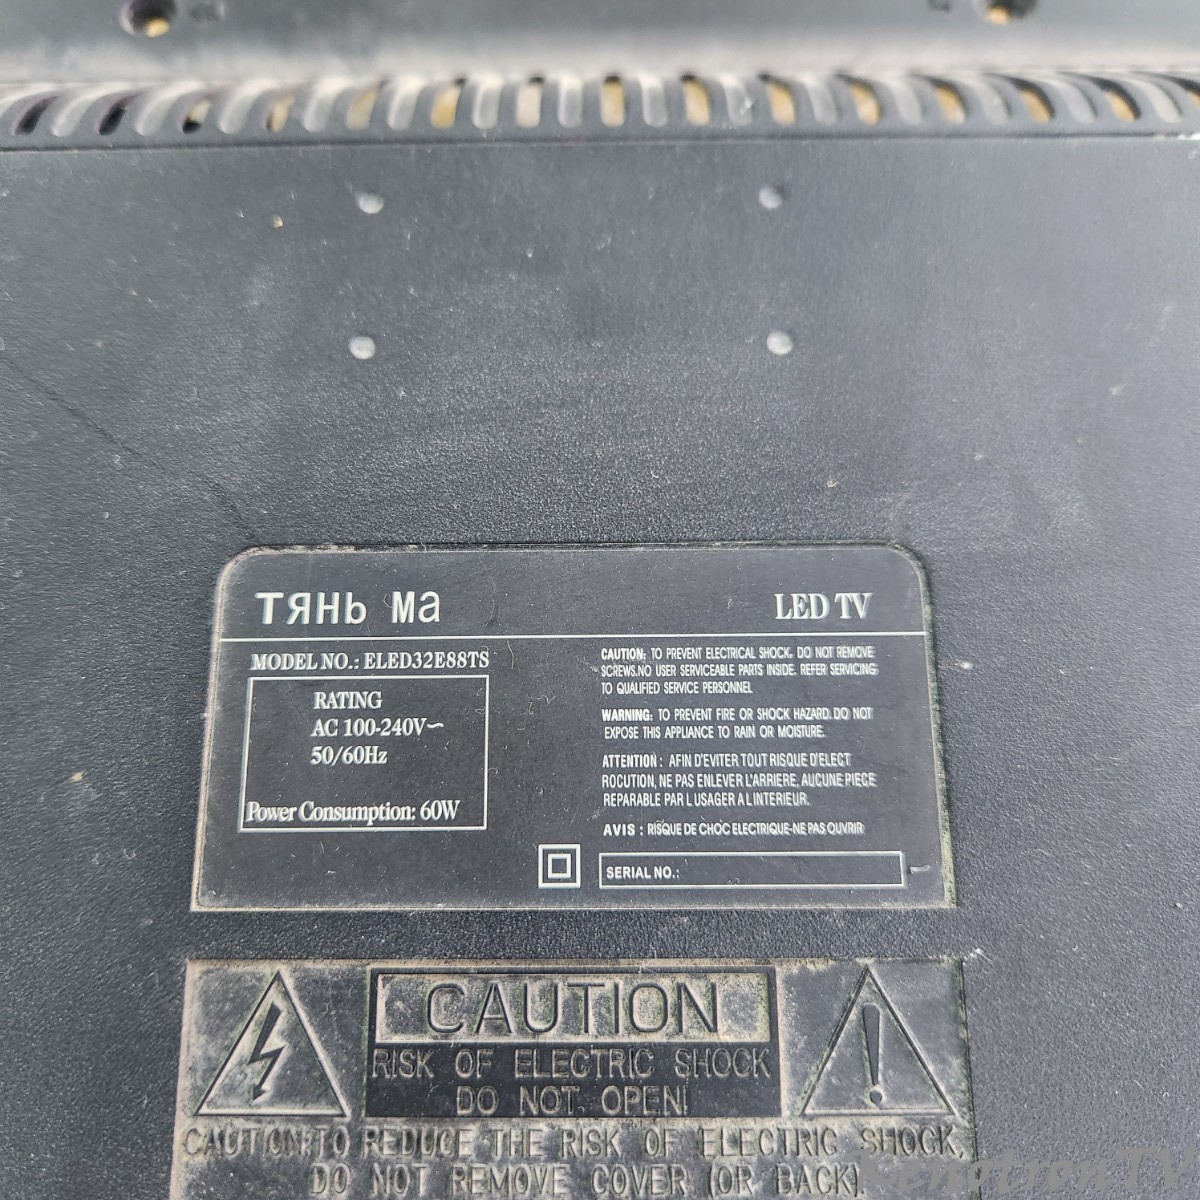 ТЯНЬ Ма
LED TV
MODEL NO.: ELED32E88TS
RATING
AC 100-240V~
50/60Hz
Power Consumption: 60W
CAUTION: TO PREVENT ELECTRICAL SHOCK. DO NOT REMOVE
SCREWS.NO USER SERVICEABLE PARTS INSIDE. REFER SERVICING
TO QUALIFIED SERVICE PERSONNEL
WARNING: TO PREVENT FIRE OR SHOCK HAZARD.DO NOT
EXPOSE THIS APPLIANCE TO RAIN OR MOISTURE.
ATTENTION : AFIN D'EVITER TOUT RISQUE D'ELECT
ROCUTION, NE PAS ENLEVER L'ARRIERE, AUCUNE PIECE
REPARABLE PAR L USAGER A L INTERIEUR.
AVIS : RISQUE DE CHOC ELECTRIQUE-NE PAS OUVRIR
SERIAL NO.:
CAUTION
RISK OF ELECTRIC SHOCK
DO NOT OPEN!
CAUTION:TO REDUCE THE RISK OF ELECTRIC SHOCK,
DO NOT REMOVE COVER (OR BACK).